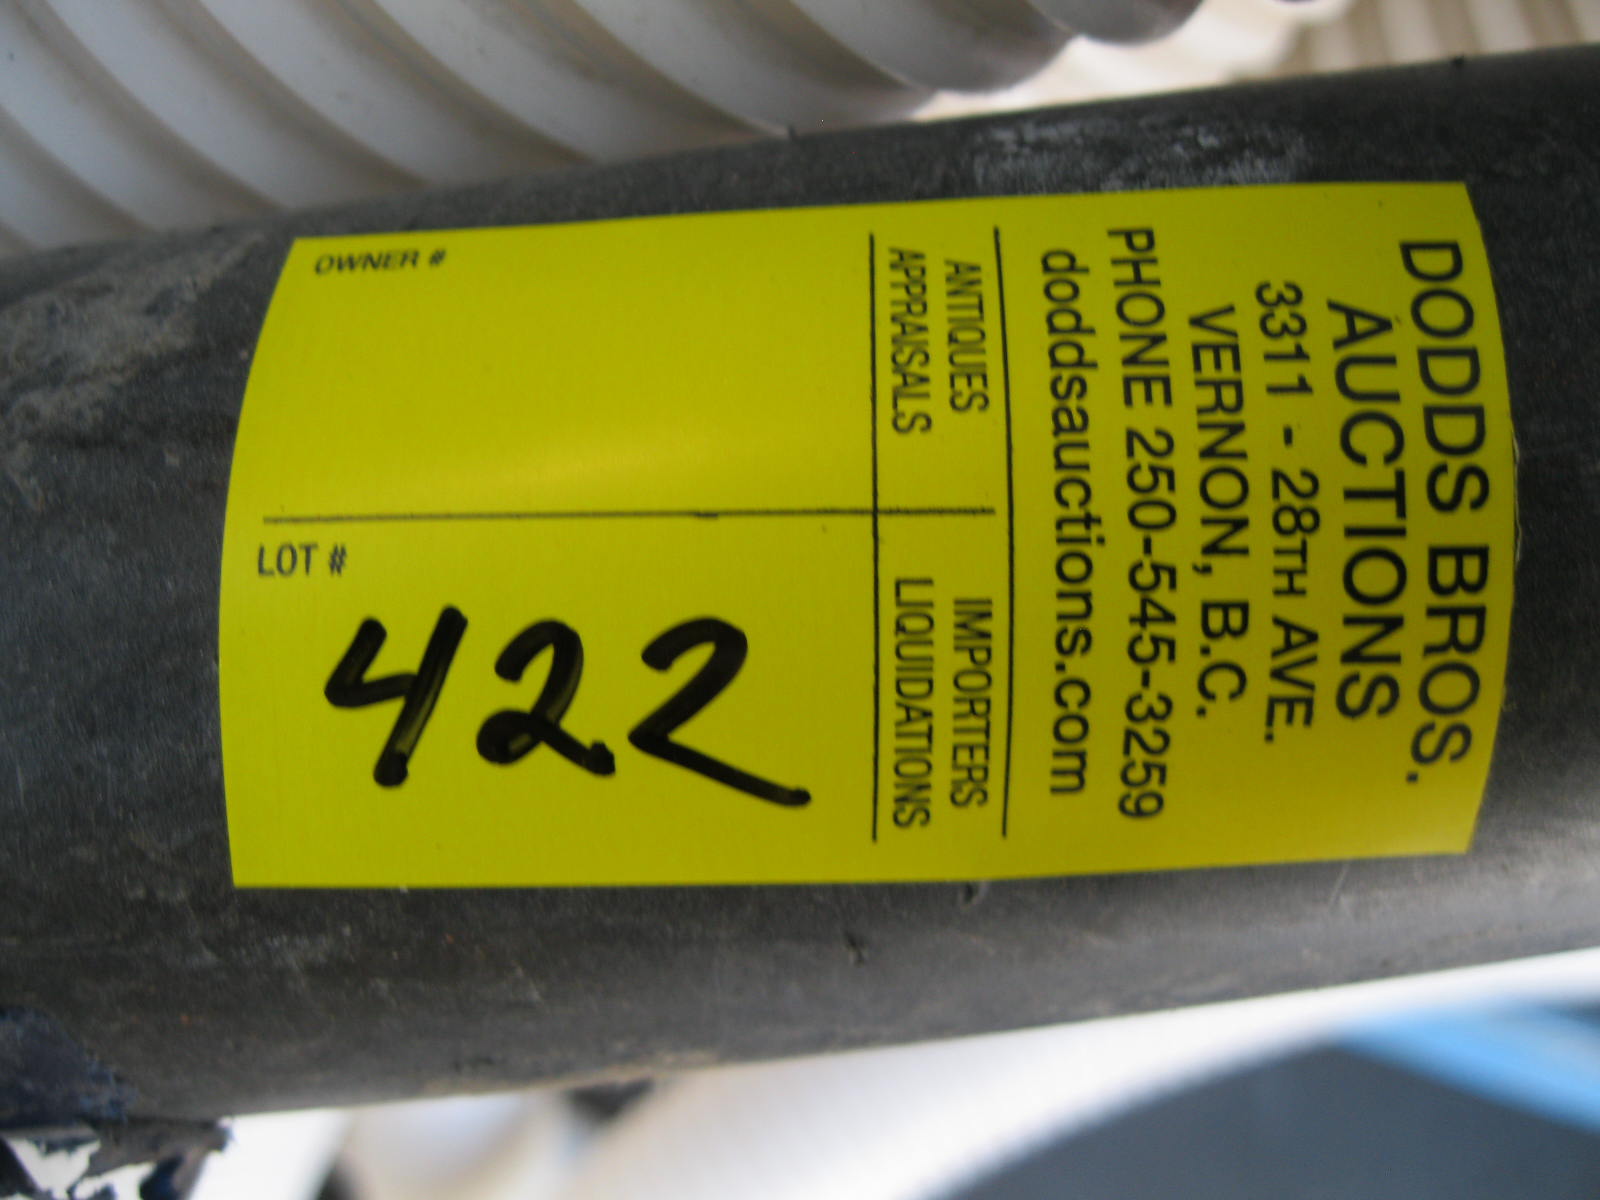 DODDS BROS.
AUCTIONS
3311 - 28TH AVE.
VERNON, B.C.
PHONE 250-545-3259
doddsauctions.com
ANTIQUES IMPORTERS
APPRAISALS LIQUIDATIONS
OWNER #
LOT #
422